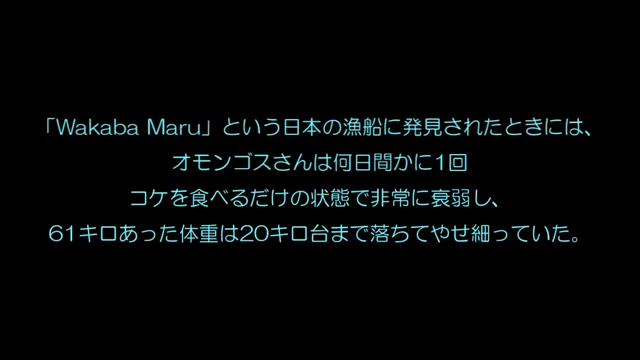 「Wakaba Maru」という日本の漁船に発見されたときには、
オモンゴスさんは何日間かに1回
コケを食べるだけの状態で非常に衰弱し、
61キロあった体重は20キロ台まで落ちてやせ細っていた。